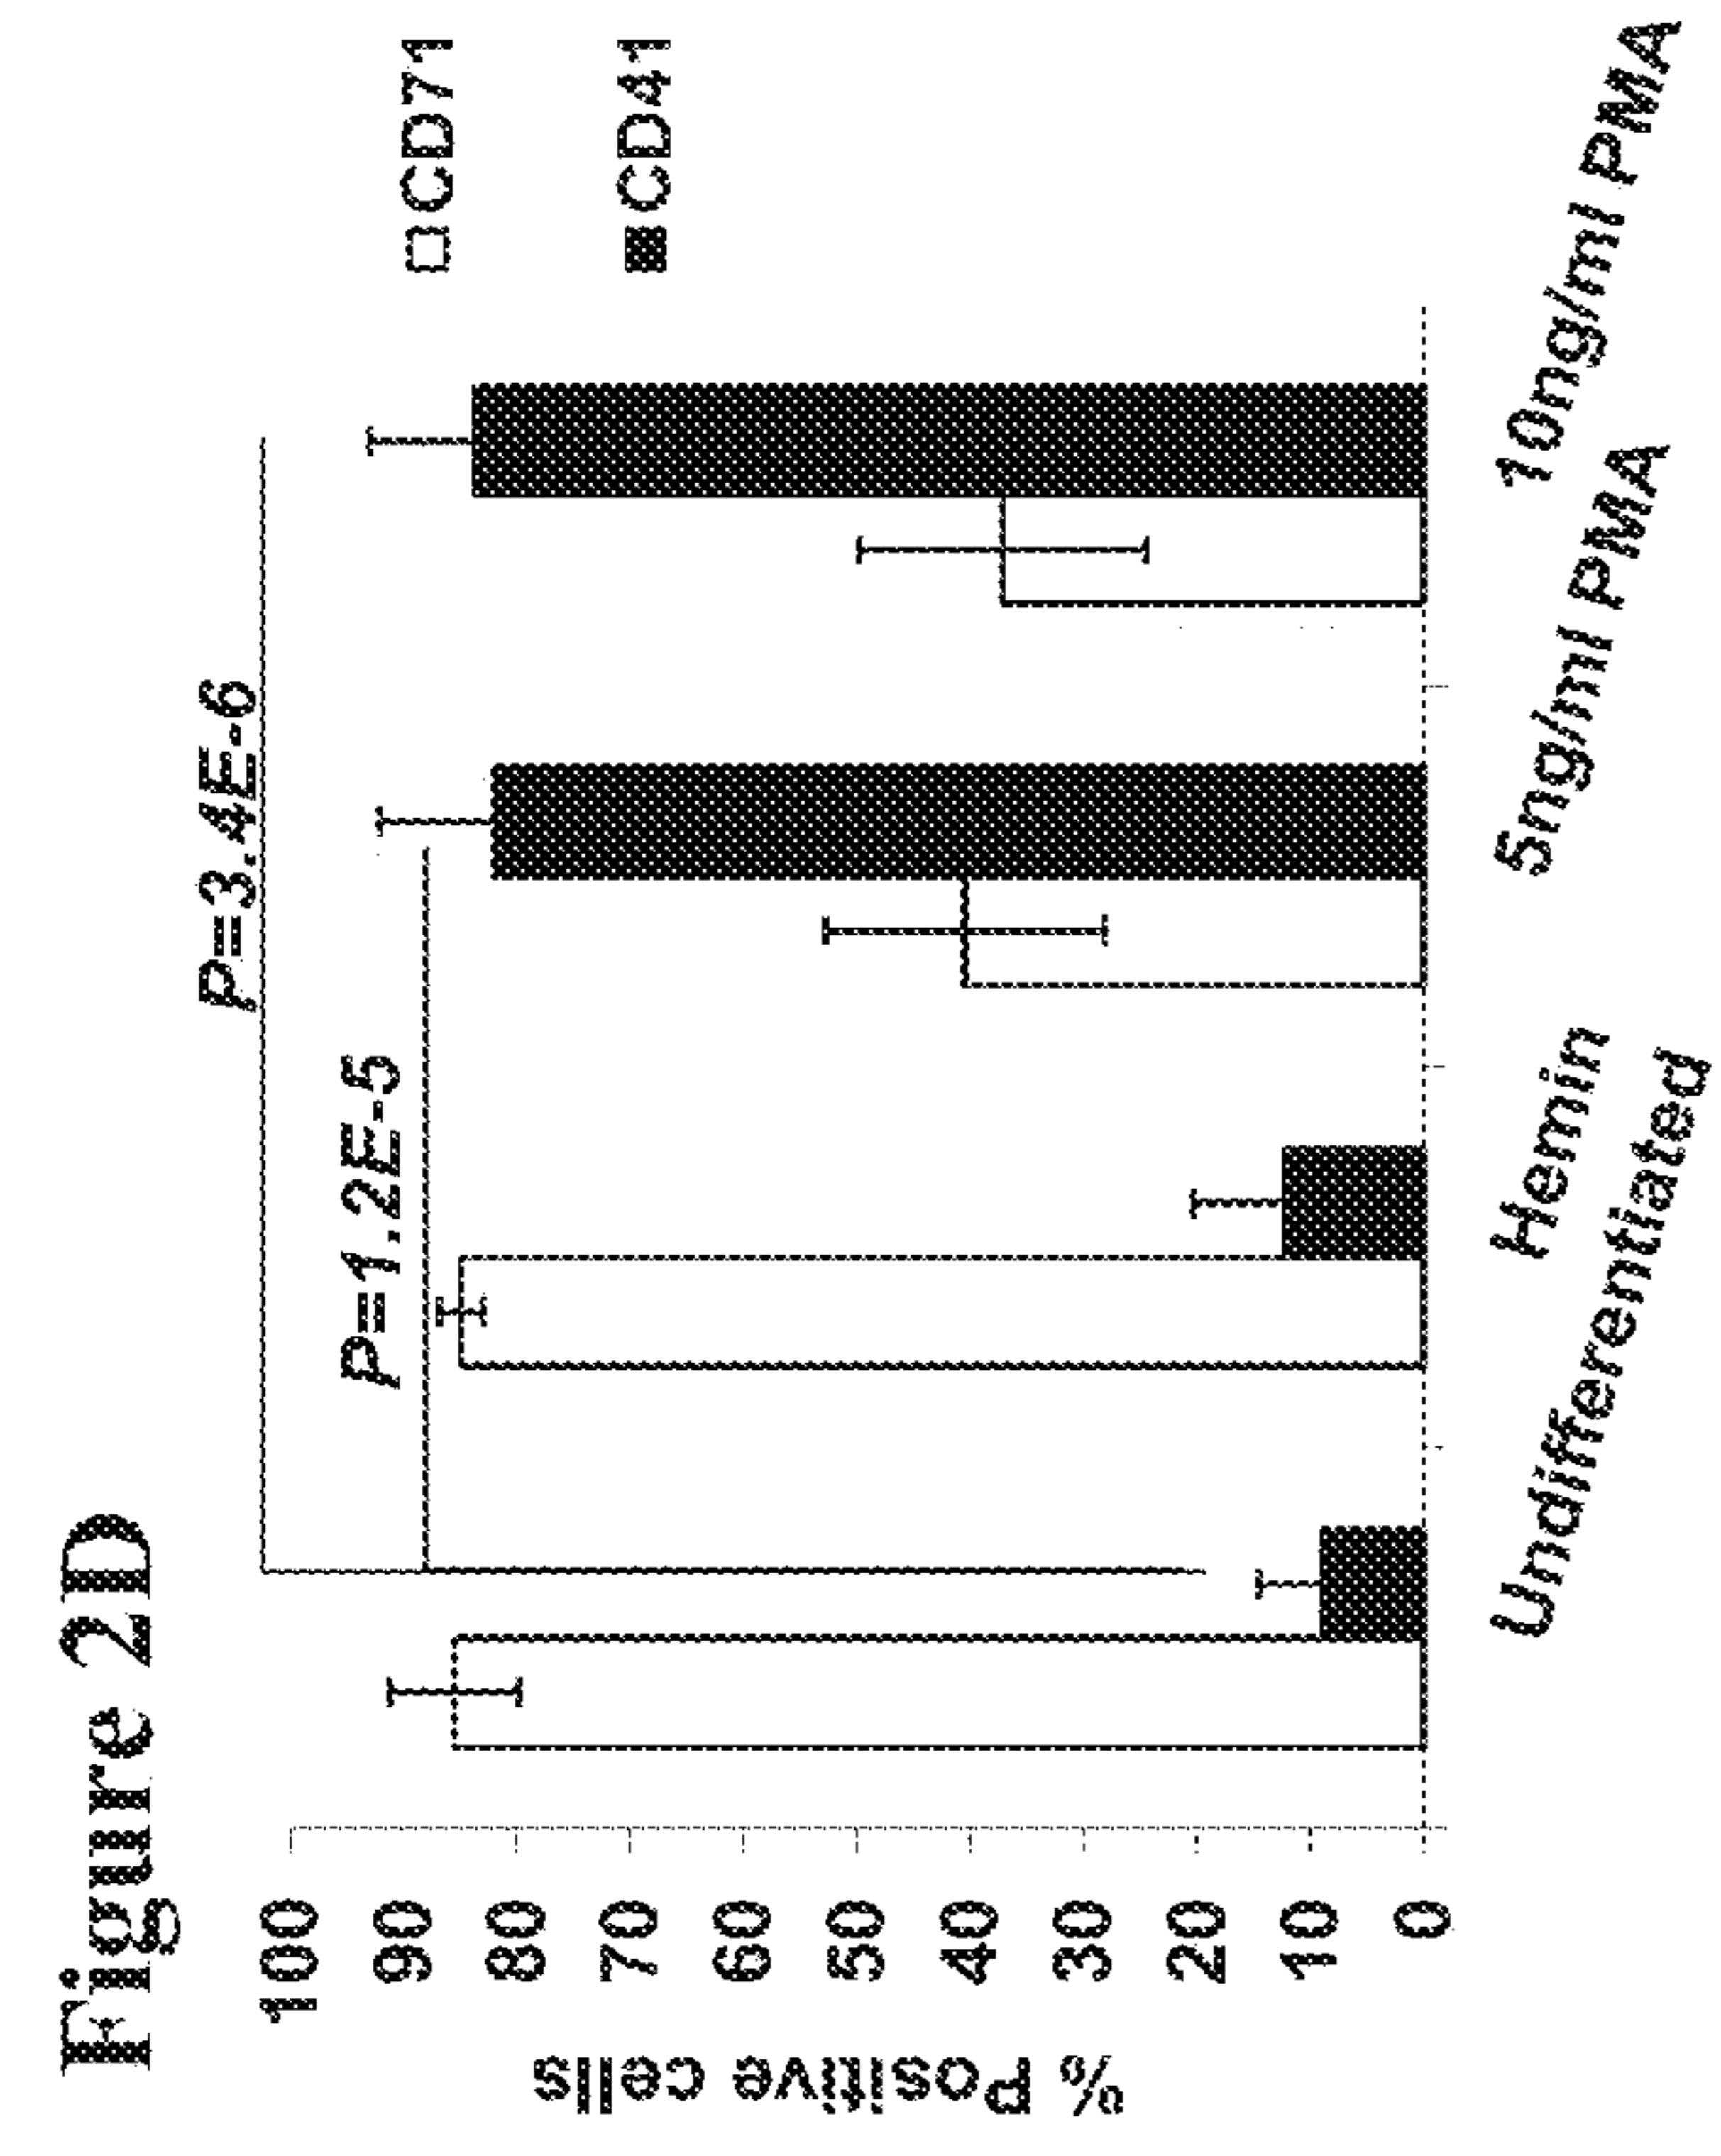 Figure 2D
P=3.4E-6
P=1.2E-5
CD71
CD41
% Positive cells
100
90
80
70
60
50
40
30
20
10
0
Undifferentiated
Hemin
5ng/ml PMA
10ng/ml PMA